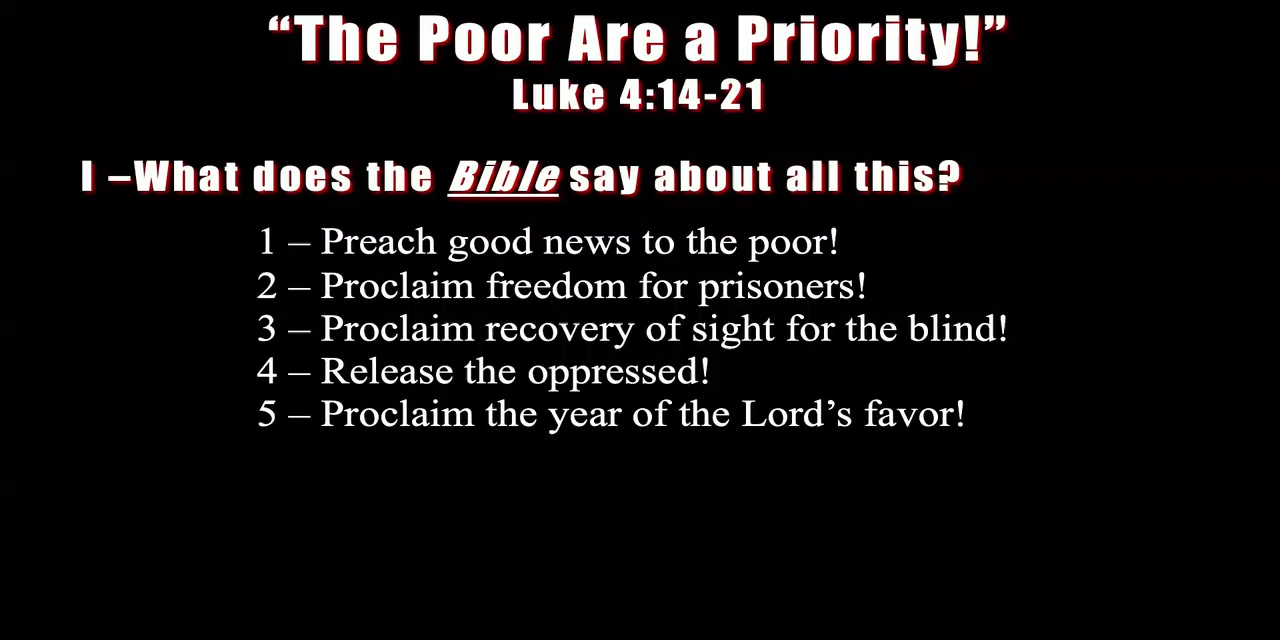 “The Poor Are a Priority!”
Luke 4:14-21
I –What does the Bible say about all this?
1 – Preach good news to the poor!
2 – Proclaim freedom for prisoners!
3 – Proclaim recovery of sight for the blind!
4 – Release the oppressed!
5 – Proclaim the year of the Lord’s favor!